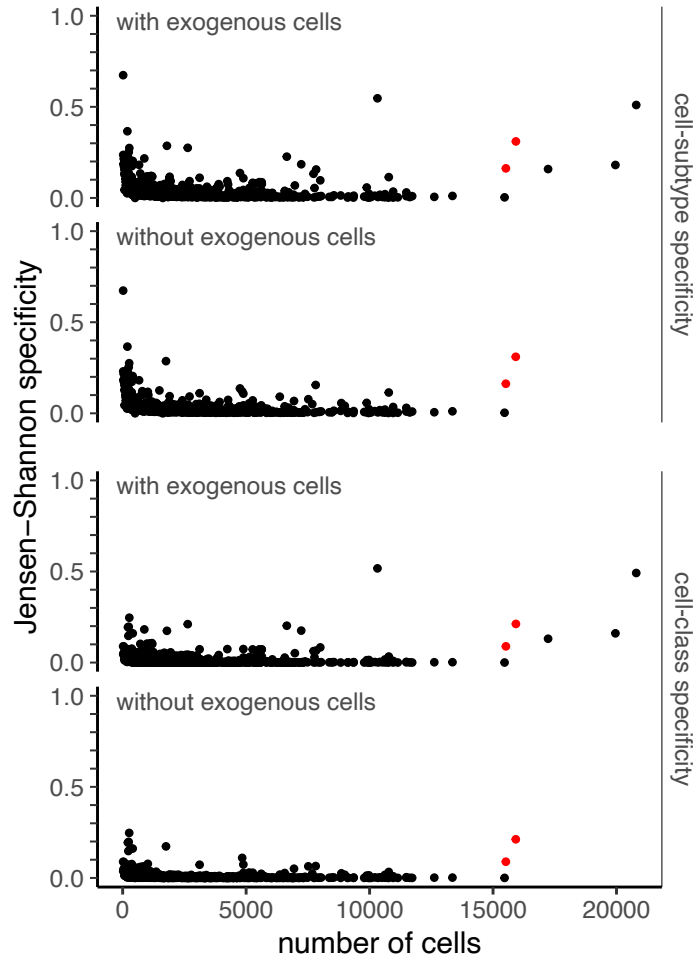 Jensen−Shannon specificity
1.0
with exogenous cells
0.5
0.0
1.0
without exogenous cells
0.5
0.0
cell-subtype specificity
1.0
with exogenous cells
0.5
0.0
1.0
without exogenous cells
0.5
0.0
cell-class specificity
0 5000 10000 15000 20000
number of cells